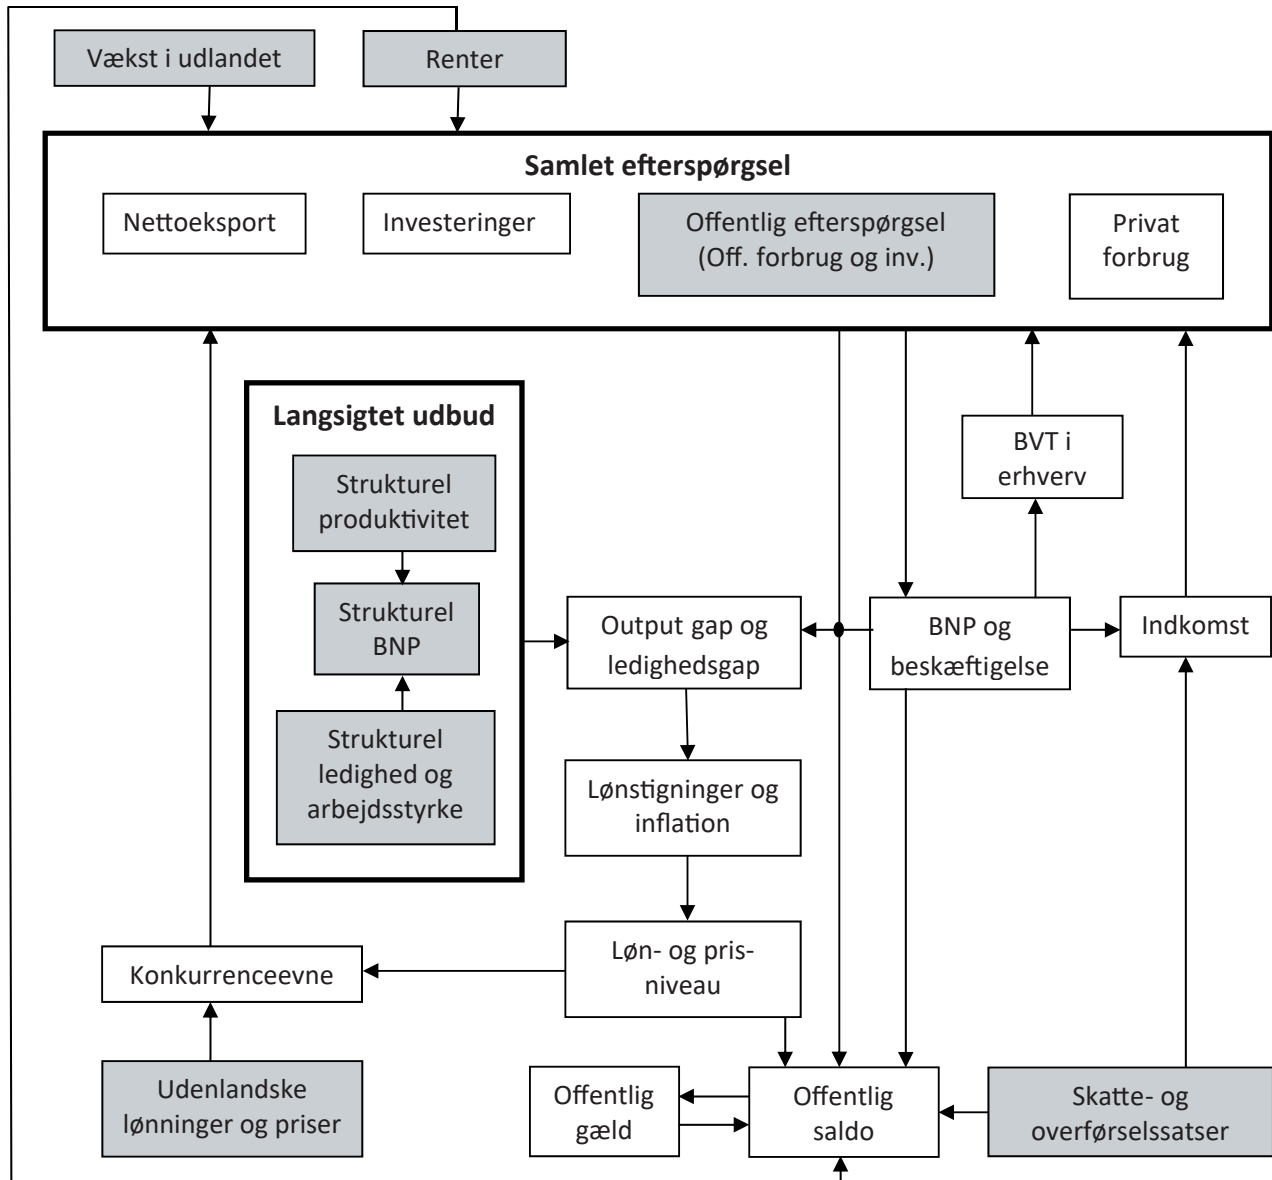 Vækst i udlandet
Renter
Samlet efterspørgsel
Nettoeksport
Investeringer
Offentlig efterspørgsel
(Off. forbrug og inv.)
Privat
forbrug
Langsigtet udbud
Strukturel
produktivitet
Strukturel
BNP
Strukturel
ledighed og
arbejdsstyrke
BVT i
erhverv
Output gap og
ledighedsgap
BNP og
beskæftigelse
Indkomst
Lønstigninger og
inflation
Løn- og pris-
niveau
Konkurrenceevne
Udenlandske
lønninger og priser
Offentlig
gæld
Offentlig
saldo
Skatte- og
overførselssatser